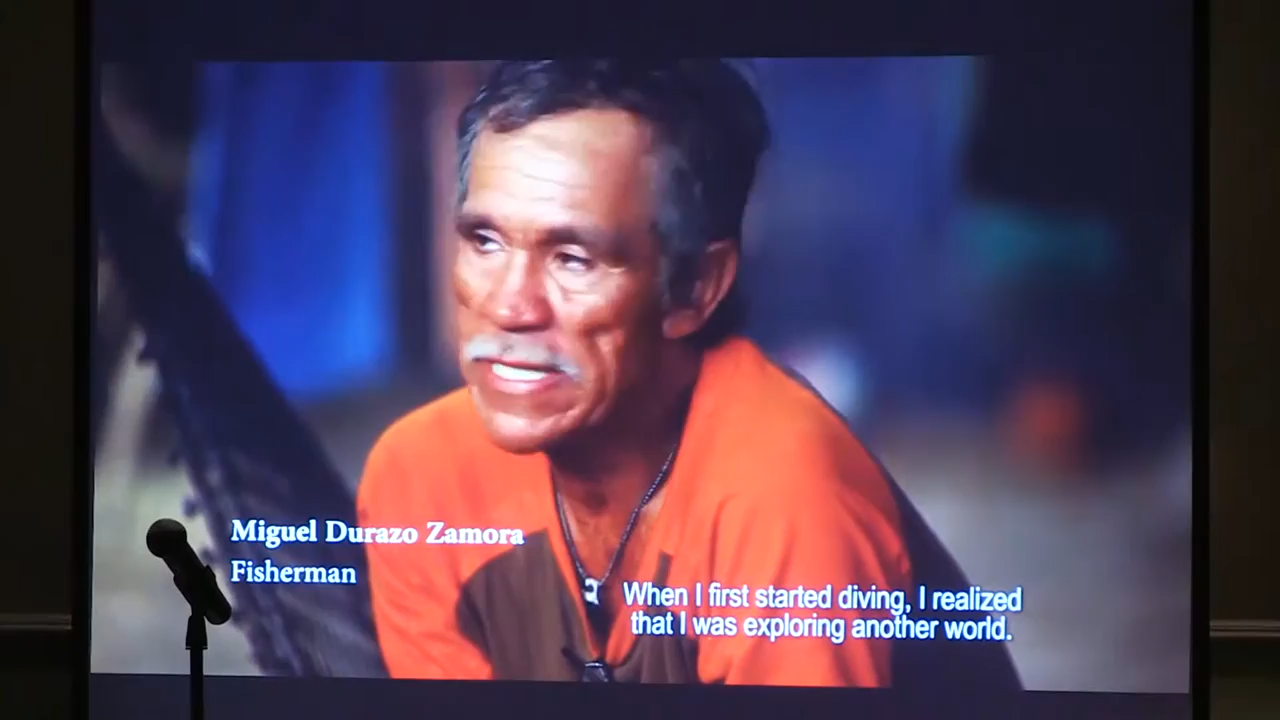 Miguel Durazo Zamora
Fisherman
When I first started diving, I realized
that I was exploring another world.